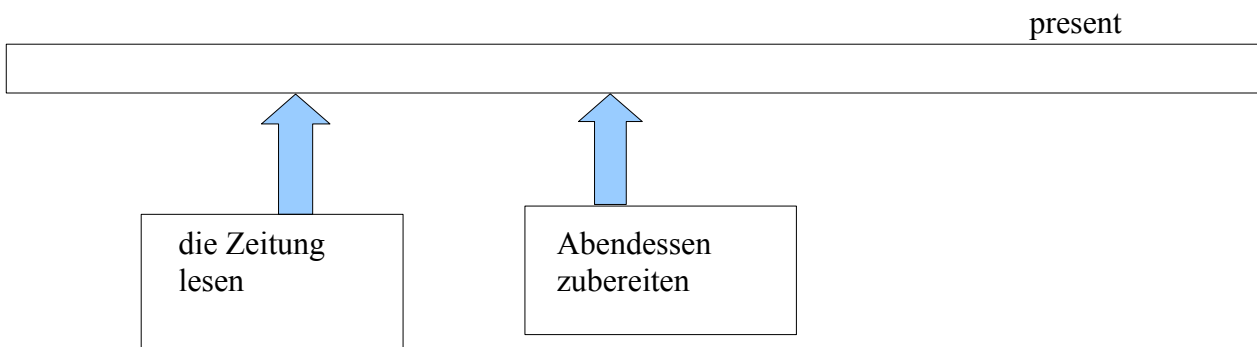 present
die Zeitung
lesen
Abendessen
zubereiten